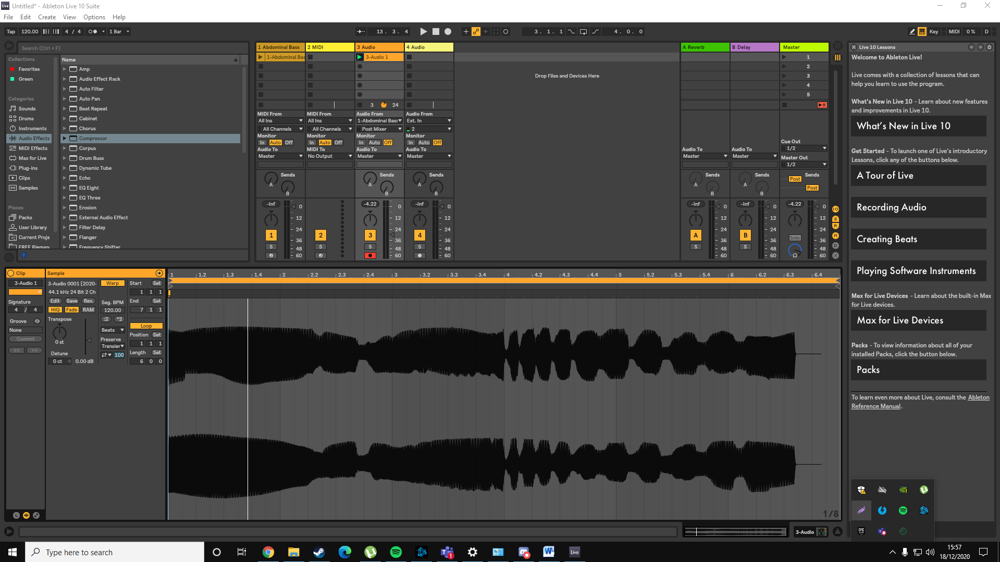 Live Untitled* - Ableton Live 10 Suite
File Edit Create View Options Help
Tap 120.00 4 / 4 1 Bar 13. 3. 4 3. 1. 1 4. 0. 0 Key MIDI 0 % D
Search (Ctrl + F)
Collections
Favorites
Green
Categories
Sounds
Drums
Instruments
Audio Effects
MIDI Effects
Max for Live
Plug-ins
Clips
Samples
Places
Packs
User Library
Current Proje
FREE Rieman
Name
Amp
Audio Effect Rack
Auto Filter
Auto Pan
Beat Repeat
Cabinet
Chorus
Compressor
Corpus
Drum Buss
Dynamic Tube
Echo
EQ Eight
EQ Three
Erosion
External Audio Effect
Filter Delay
Flanger
Frequency Shifter
1 Abdominal Bass 2 MIDI 3 Audio 4 Audio
1-Abdominal Bas 3-Audio 1
3 24
MIDI From MIDI From Audio From Audio From
All Ins All Ins 1-Abdominal Bass Ext. In
All Channels All Channels Post Mixer 2
Monitor Monitor Monitor Monitor
In Auto Off In Auto Off In Auto Off In Auto Off
Audio To MIDI To Audio To Audio To
Master No Output Master Master
Sends Sends Sends
A A A
B B B
-Inf -4.22 -Inf
0 0 0
12 12 12
24 24 24
1 2 3 4
36 36 36
S S S S
48 48 48
60 60 60
Drop Files and Devices Here
A Reverb B Delay Master
1
2
3
4
5
Cue Out
1/2
Audio To Audio To Master Out
Master Master 1/2
Sends Sends Post Sends
A A Post
B B
-Inf -Inf -4.22
0 0 0
12 12 12
24 24 24
A B Solo
36 36 36
S S
48 48 48
60 60 60
Live 10 Lessons
Welcome to Ableton Live!
Live comes with a collection of lessons that can
help you learn to use the program.
What's New in Live 10 - Learn about new features
and improvements in Live 10.
What's New in Live 10
Get Started - To launch one of Live's introductory
Lessons, click any of the buttons below.
A Tour of Live
Recording Audio
Creating Beats
Playing Software Instruments
Max for Live Devices - Learn about the built-in Max
for Live devices.
Max for Live Devices
Packs - To view information about all of your
installed Packs, click the button below.
Packs
To learn even more about Live, consult the Ableton
Reference Manual.
Clip
3-Audio 1
Signature
4 / 4
Groove
None
Commit
<< >>
Sample
3-Audio 0001 [2020-
44.1 kHz 24 Bit 2 Ch
Edit Save Rev.
HiQ Fade RAM
Transpose
0 st
Detune
0 ct 0.00 dB
Warp
Seg. BPM
120.00
:2 *2
Beats
Preserve
Transien
100
Start Set
1 1 1
End Set
7 1 1
Loop
Position Set
1 1 1
Length Set
6 0 0
1 1.2 1.3 1.4 2 2.2 2.3 2.4 3 3.2 3.3 3.4 4 4.2 4.3 4.4 5 5.2 5.3 5.4 6 6.2 6.3 6.4
1/8
3-Audio
EPIC
Type here to search
1
Live
15:57
18/12/2020